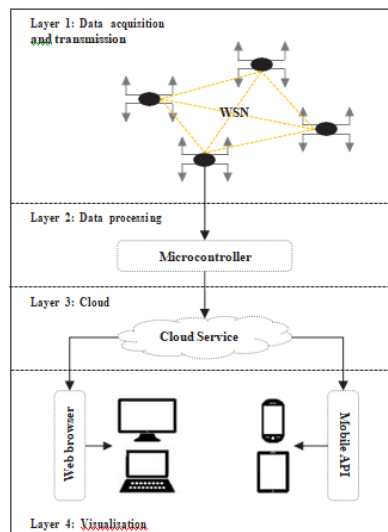 Layer 1: Data acquisition
and transmission
WSN
Layer 2: Data processing
Microcontroller
Layer 3: Cloud
Cloud Service
Web browser
Mobile API
Layer 4: Visualisation